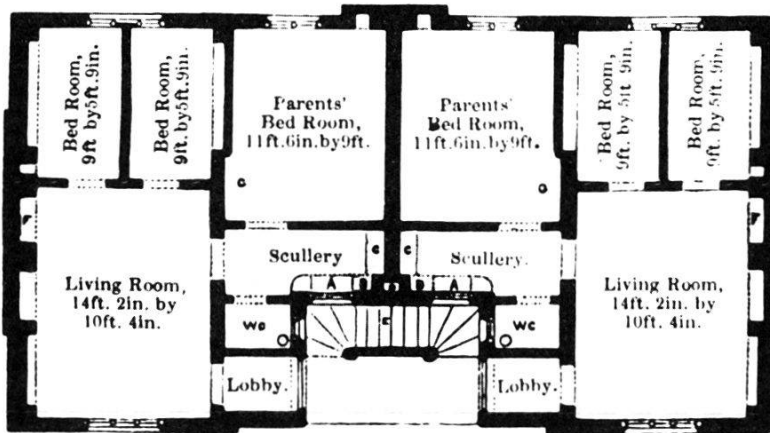 Bed Room,
9ft by 5ft. 9in.
Bed Room,
9ft. by 5ft. 9in.
Parents'
Bed Room,
11ft. 6in. by 9ft.
Parents'
Bed Room,
11ft. 6in. by 9ft.
Bed Room,
9ft. by 5ft 9in.
Bed Room,
9ft. by 5ft. 9in.
G
G
F
F
Scullery
C
C
Scullery.
A
B
D
B
A
Living Room,
14ft. 2in. by
10ft. 4in.
Living Room,
14ft. 2in. by
10ft. 4in.
WC
E
WC
Lobby.
Lobby.